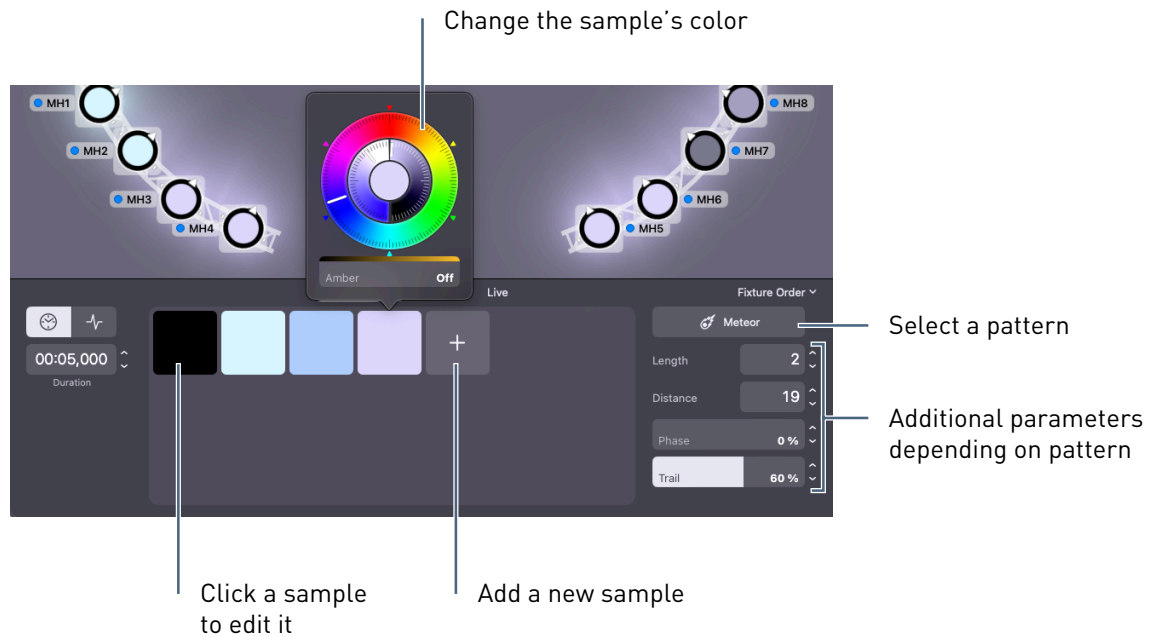 Change the sample’s color
MH1
MH8
MH2
MH7
MH3
MH6
MH4
MH5
Amber Off
Live
Fixture Order
Meteor
Select a pattern
00:05,000
Duration
+
Length 2
Distance 19
Additional parameters
depending on pattern
Phase 0 %
Trail 60 %
Click a sample
to edit it
Add a new sample